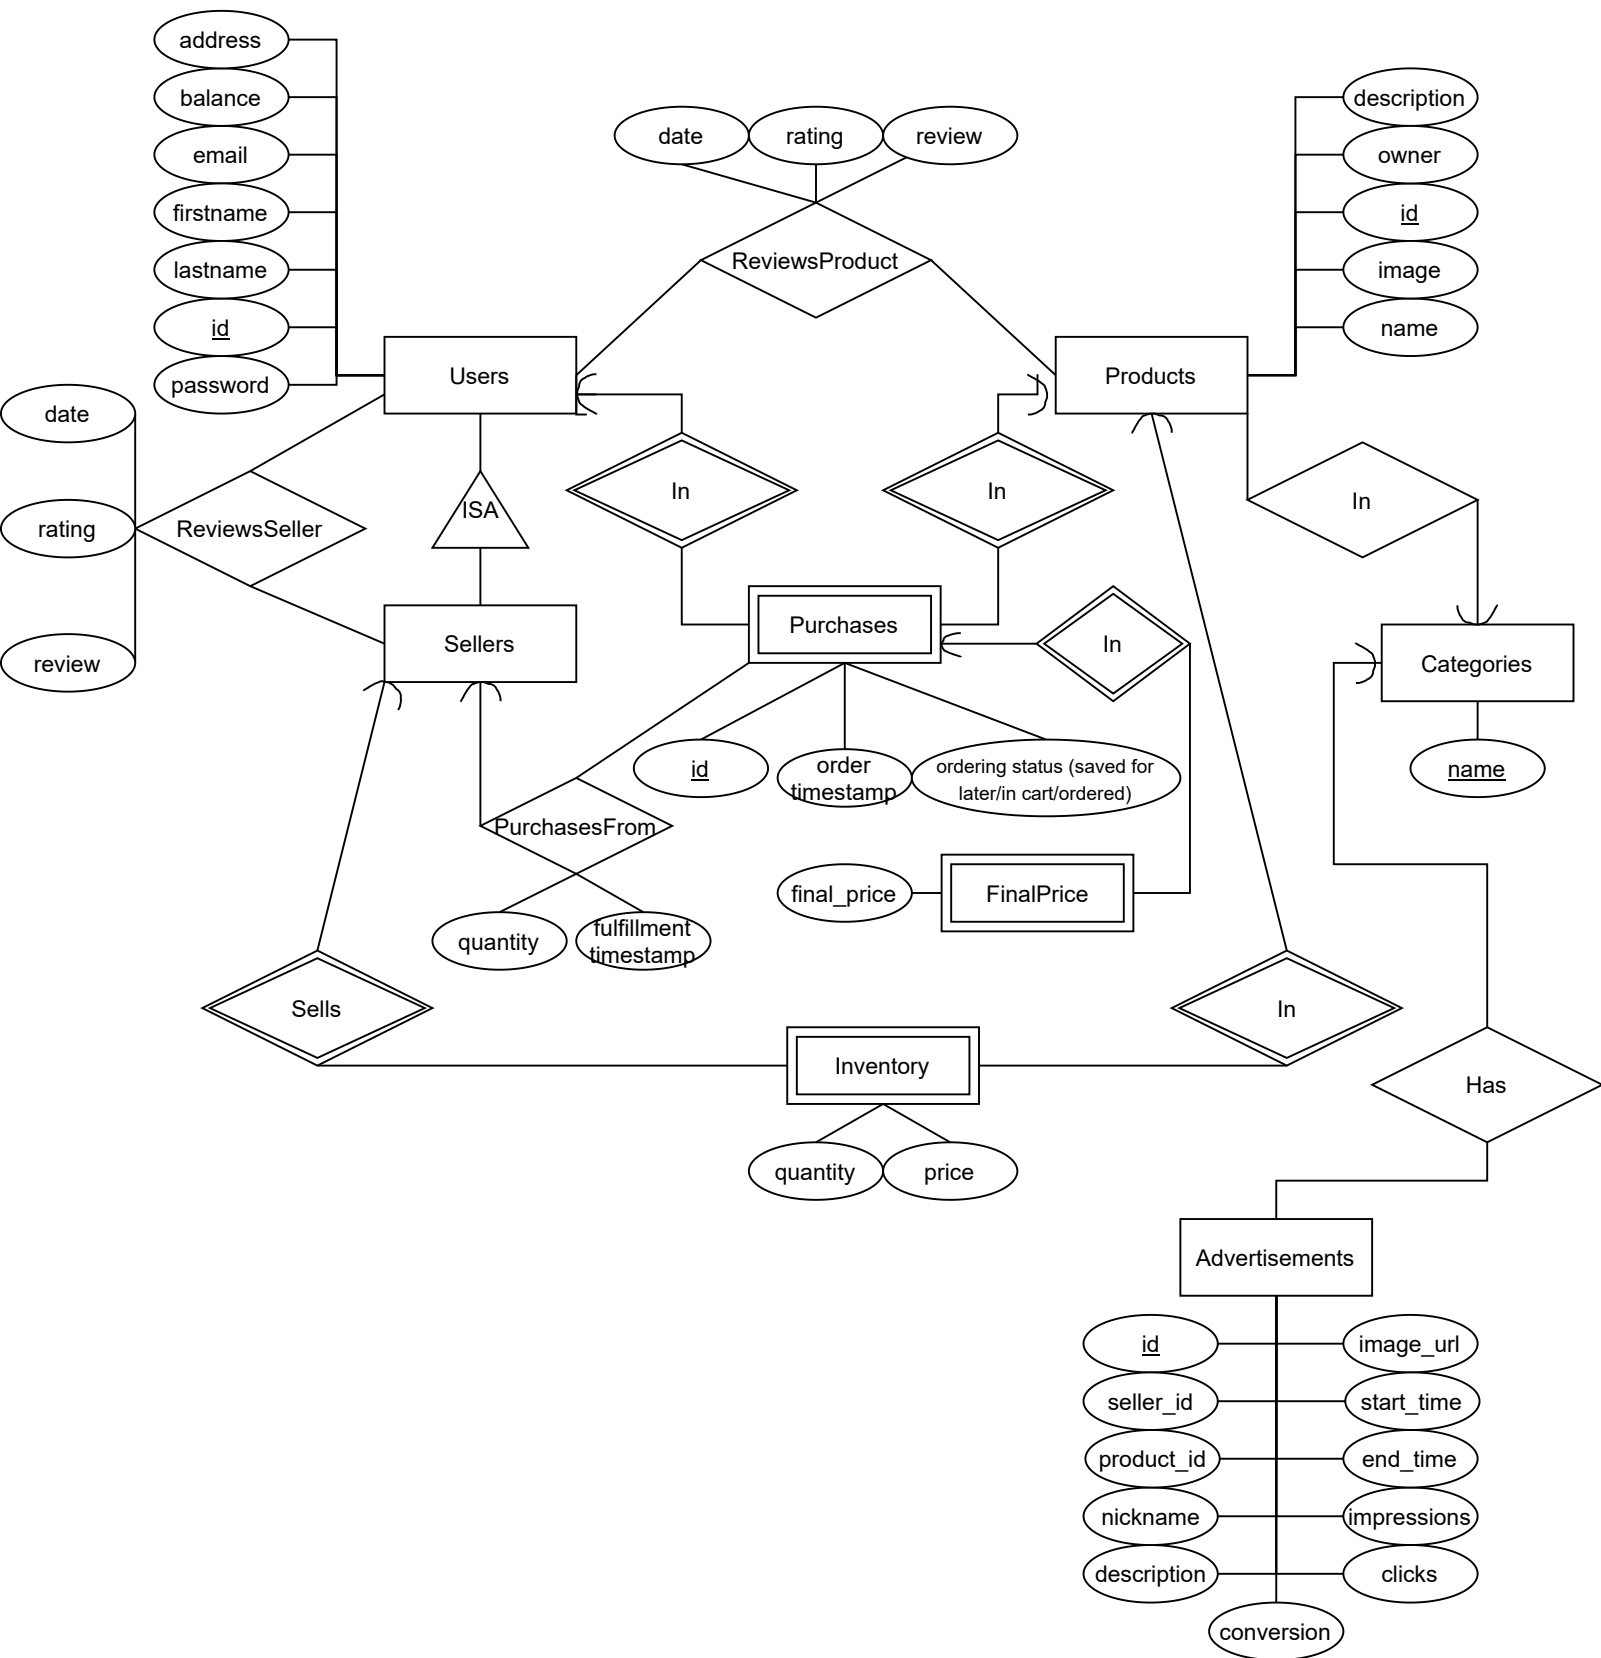 address
balance
email
firstname
lastname
id
password
date
rating
review
description
owner
id
image
name
ReviewsProduct
Users
Products
date
rating
review
ReviewsSeller
ISA
In
In
In
Sellers
Purchases
In
Categories
name
id
order
timestamp
ordering status (saved for
later/in cart/ordered)
PurchasesFrom
quantity
fulfillment
timestamp
final_price
FinalPrice
Sells
In
Inventory
quantity
price
Has
Advertisements
id
image_url
seller_id
start_time
product_id
end_time
nickname
impressions
description
clicks
conversion